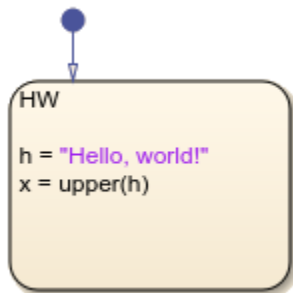 HW
h = "Hello, world!"
x = upper(h)